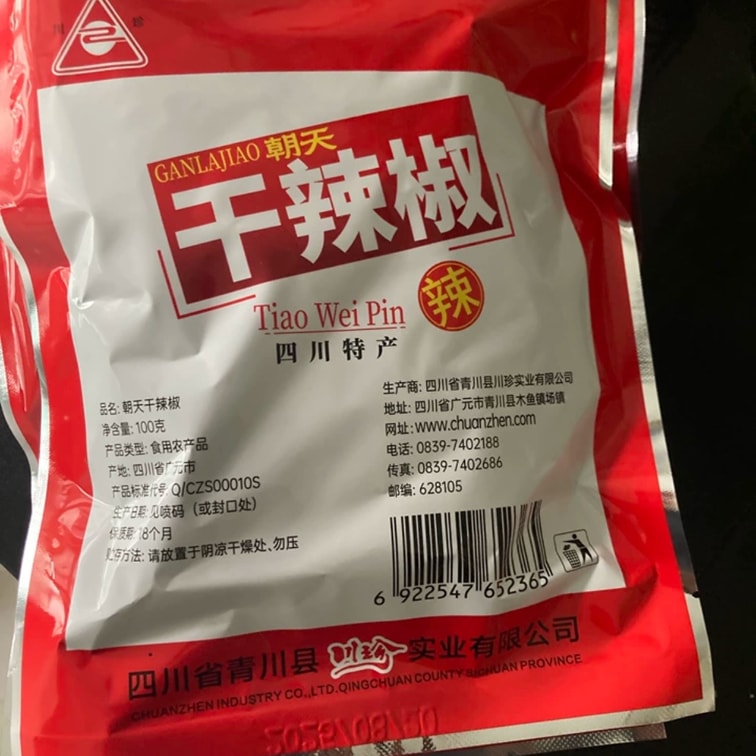 川 珍
GANLAJIAO 朝天
干辣椒
Tiao Wei Pin 辣
四川特产
品名: 朝天干辣椒
净含量: 100克
产品类型: 食用农产品
产地: 四川省广元市
产品标准代号: Q/CZS00010S
生产日期: 见喷码（或封口处）
保质期: 18个月
贮存方法: 请放置于阴凉干燥处、勿压
生产商: 四川省青川县川珍实业有限公司
地址: 四川省广元市青川县木鱼镇场镇
网址: www.chuanzhen.com
电话: 0839-7402188
传真: 0839-7402686
邮编: 628105
6 922547 652365
四川省青川县 川珍 实业有限公司
CHUANZHEN INDUSTRY CO.,LTD.QINGCHUAN COUNTY SICHUAN PROVINCE